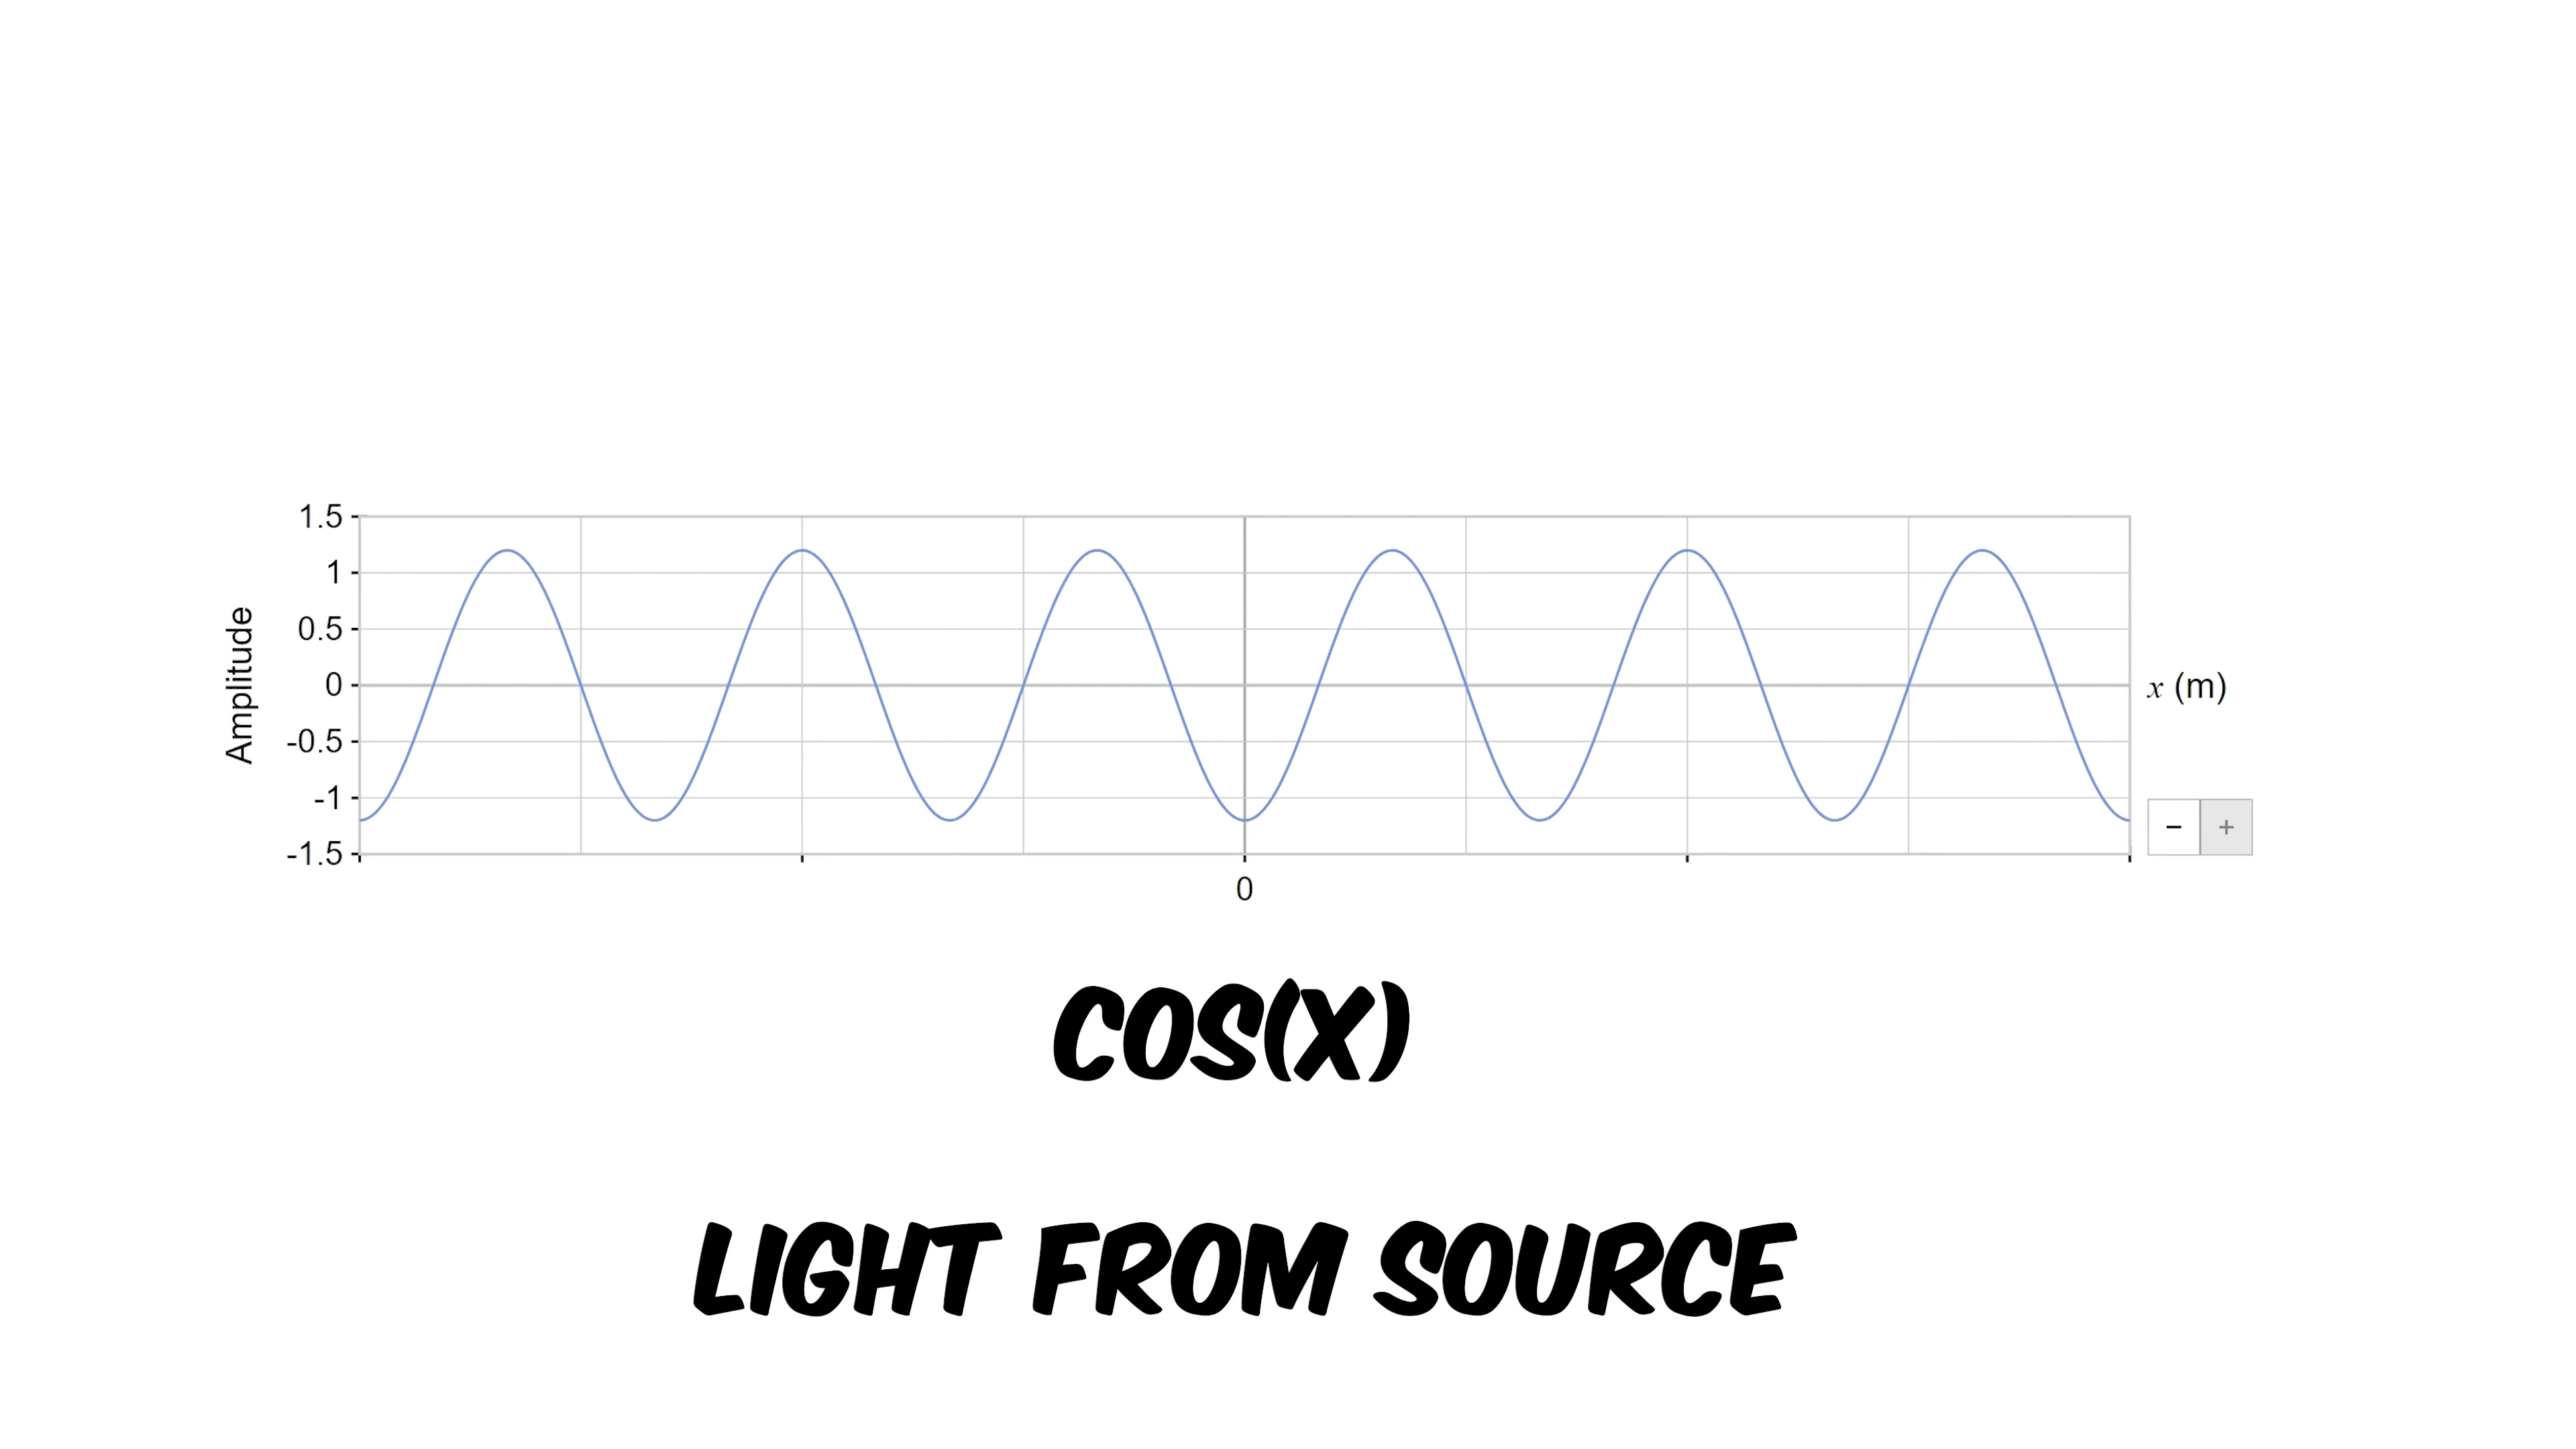 1.5
1
0.5
0
-0.5
-1
-1.5
Amplitude
x (m)
− +
0
COS(X)
LIGHT FROM SOURCE